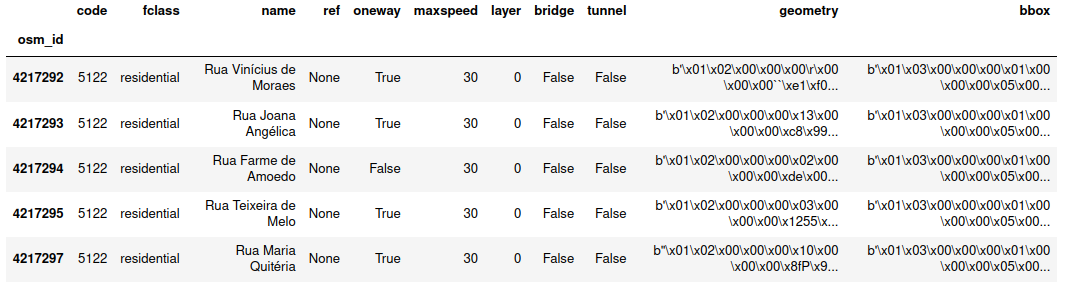 code fclass name ref oneway maxspeed layer bridge tunnel geometry bbox
osm_id
4217292 5122 residential Rua Vinícius de Moraes None True 30 0 False False b'\x01\x02\x00\x00\x00\r\x00\x00\x00``\xe1\xf0... b'\x01\x03\x00\x00\x00\x01\x00\x00\x00\x05\x00...
4217293 5122 residential Rua Joana Angélica None True 30 0 False False b'\x01\x02\x00\x00\x00\x13\x00\x00\x00\xc8\x99... b'\x01\x03\x00\x00\x00\x01\x00\x00\x00\x05\x00...
4217294 5122 residential Rua Farme de Amoedo None False 30 0 False False b'\x01\x02\x00\x00\x00\x02\x00\x00\x00\xde\x00... b'\x01\x03\x00\x00\x00\x01\x00\x00\x00\x05\x00...
4217295 5122 residential Rua Teixeira de Melo None True 30 0 False False b'\x01\x02\x00\x00\x00\x03\x00\x00\x00\x1255\x... b'\x01\x03\x00\x00\x00\x01\x00\x00\x00\x05\x00...
4217297 5122 residential Rua Maria Quitéria None True 30 0 False False b"\x01\x02\x00\x00\x00\x10\x00\x00\x00\x8fP\x9... b'\x01\x03\x00\x00\x00\x01\x00\x00\x00\x05\x00...